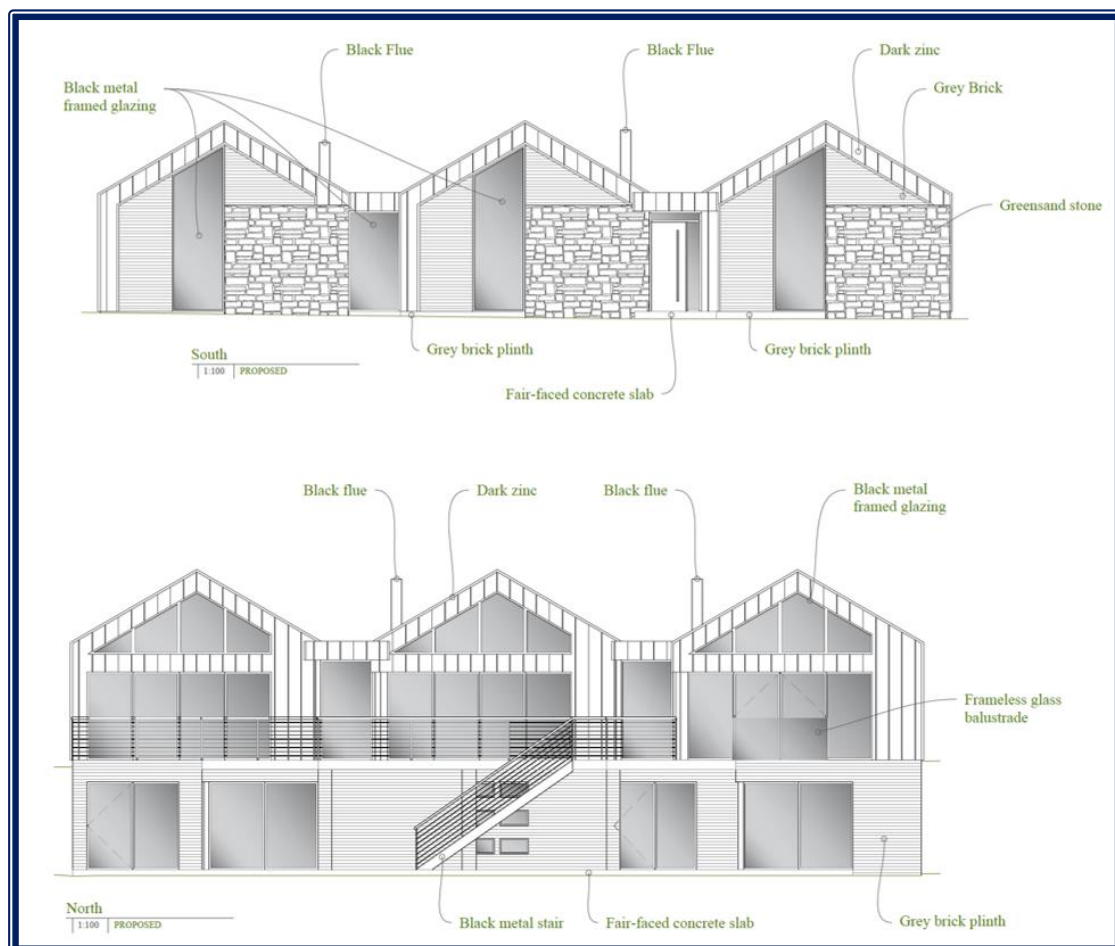 Black Flue
Black Flue
Dark zinc
Black metal
framed glazing
Grey Brick
Greensand stone
Grey brick plinth
Grey brick plinth
South
1:100 PROPOSED
Fair-faced concrete slab
Black flue
Dark zinc
Black flue
Black metal
framed glazing
Frameless glass
balustrade
North
1:100 PROPOSED
Black metal stair
Fair-faced concrete slab
Grey brick plinth